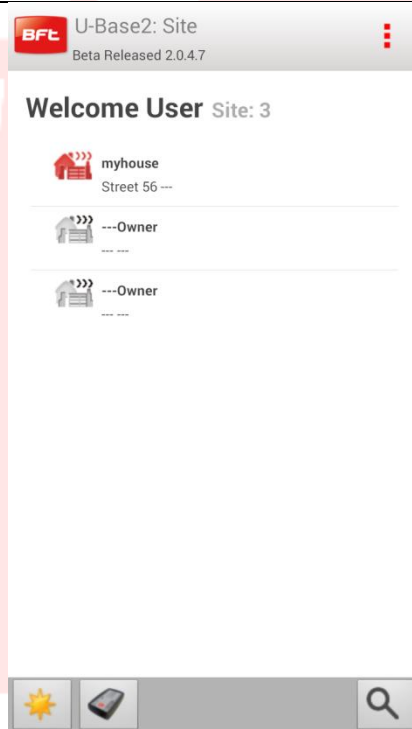 BFt
U-Base2: Site
Beta Released 2.0.4.7
Welcome User Site: 3
myhouse
Street 56 ---
---Owner
--- ---
---Owner
--- ---